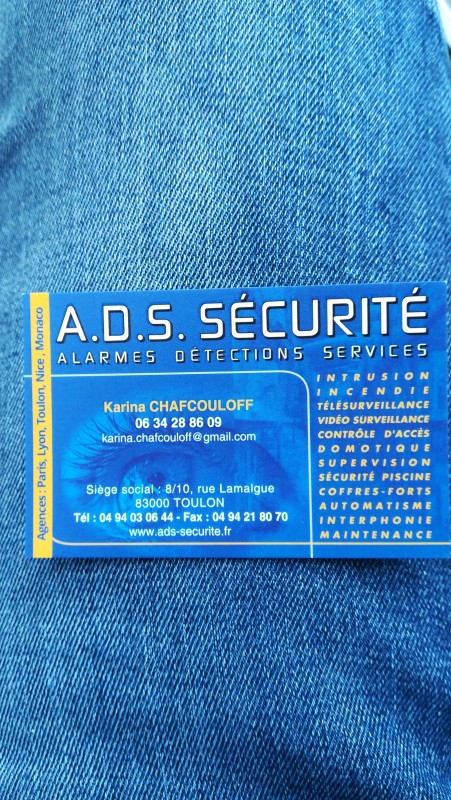 A.D.S. SÉCURITÉ
ALARMES DÉTECTIONS SERVICES
Agences : Paris, Lyon, Toulon, Nice , Monaco
Karina CHAFCOULOFF
06 34 28 86 09
karina.chafcouloff@gmail.com
Siège social : 8/10, rue Lamalgue
83000 TOULON
Tél : 04 94 03 06 44 - Fax : 04 94 21 80 70
www.ads-securite.fr
INTRUSION
INCENDIE
TÉLÉSURVEILLANCE
VIDÉO SURVEILLANCE
CONTRÔLE D'ACCÈS
DOMOTIQUE
SUPERVISION
SÉCURITÉ PISCINE
COFFRES-FORTS
AUTOMATISME
INTERPHONIE
MAINTENANCE